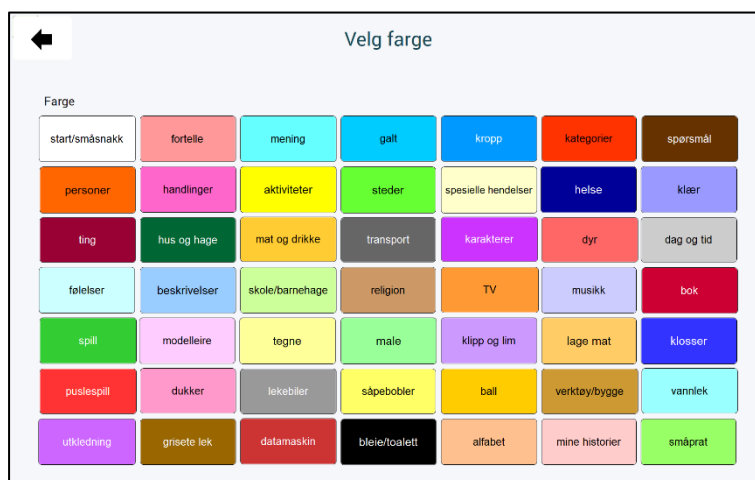 Velg farge
Farge
start/småsnakk
fortelle
mening
galt
kropp
kategorier
spørsmål
personer
handlinger
aktiviteter
steder
spesielle hendelser
helse
klær
ting
hus og hage
mat og drikke
transport
karakterer
dyr
dag og tid
følelser
beskrivelser
skole/barnehage
religion
TV
musikk
bok
spill
modelleire
tegne
male
klipp og lim
lage mat
klosser
puslespill
dukker
lekebiler
såpebobler
ball
verktøy/bygge
vannlek
utkledning
grisete lek
datamaskin
bleie/toalett
alfabet
mine historier
småprat